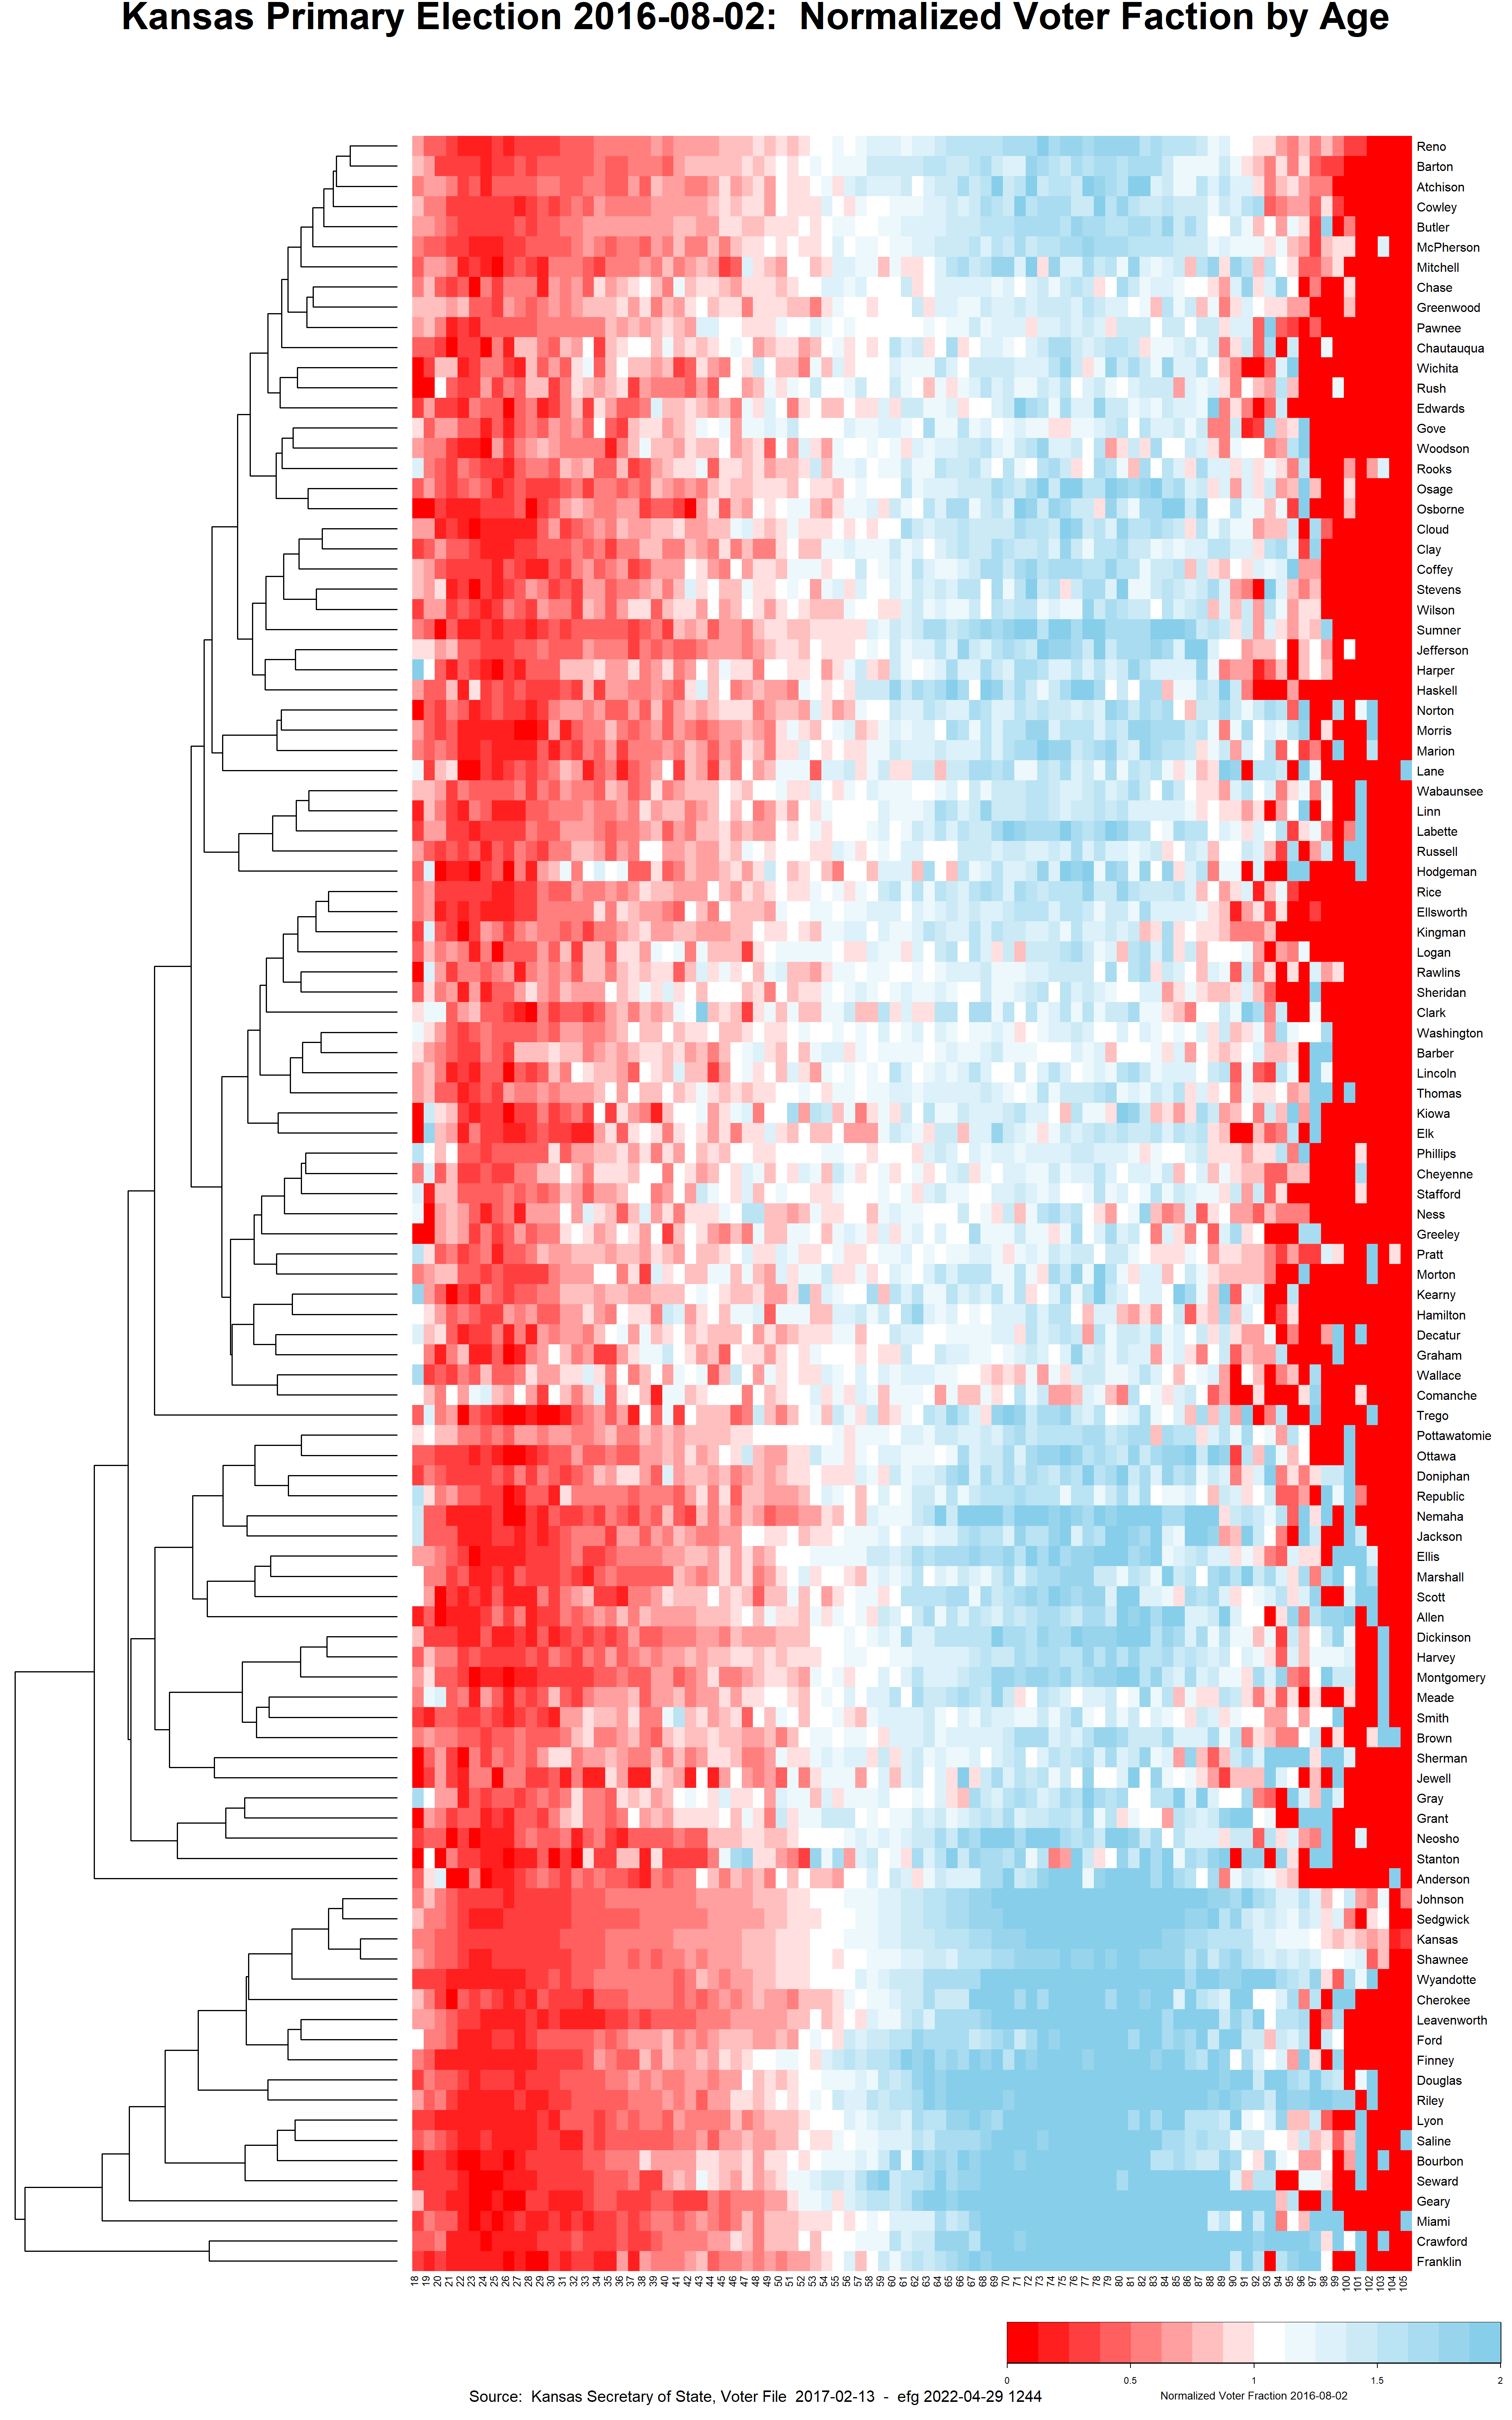 Kansas Primary Election 2016-08-02:  Normalized Voter Faction by Age
Reno
Barton
Atchison
Cowley
Butler
McPherson
Mitchell
Chase
Greenwood
Pawnee
Chautauqua
Wichita
Rush
Edwards
Gove
Woodson
Rooks
Osage
Osborne
Cloud
Clay
Coffey
Stevens
Wilson
Sumner
Jefferson
Harper
Haskell
Norton
Morris
Marion
Lane
Wabaunsee
Linn
Labette
Russell
Hodgeman
Rice
Ellsworth
Kingman
Logan
Rawlins
Sheridan
Clark
Washington
Barber
Lincoln
Thomas
Kiowa
Elk
Phillips
Cheyenne
Stafford
Ness
Greeley
Pratt
Morton
Kearny
Hamilton
Decatur
Graham
Wallace
Comanche
Trego
Pottawatomie
Ottawa
Doniphan
Republic
Nemaha
Jackson
Ellis
Marshall
Scott
Allen
Dickinson
Harvey
Montgomery
Meade
Smith
Brown
Sherman
Jewell
Gray
Grant
Neosho
Stanton
Anderson
Johnson
Sedgwick
Kansas
Shawnee
Wyandotte
Cherokee
Leavenworth
Ford
Finney
Douglas
Riley
Lyon
Saline
Bourbon
Seward
Geary
Miami
Crawford
Franklin
18 19 20 21 22 23 24 25 26 27 28 29 30 31 32 33 34 35 36 37 38 39 40 41 42 43 44 45 46 47 48 49 50 51 52 53 54 55 56 57 58 59 60 61 62 63 64 65 66 67 68 69 70 71 72 73 74 75 76 77 78 79 80 81 82 83 84 85 86 87 88 89 90 91 92 93 94 95 96 97 98 99 100 101 102 103 104 105
0 0.5 1 1.5 2
Normalized Voter Fraction 2016-08-02
Source:  Kansas Secretary of State, Voter File  2017-02-13  -  efg 2022-04-29 1244